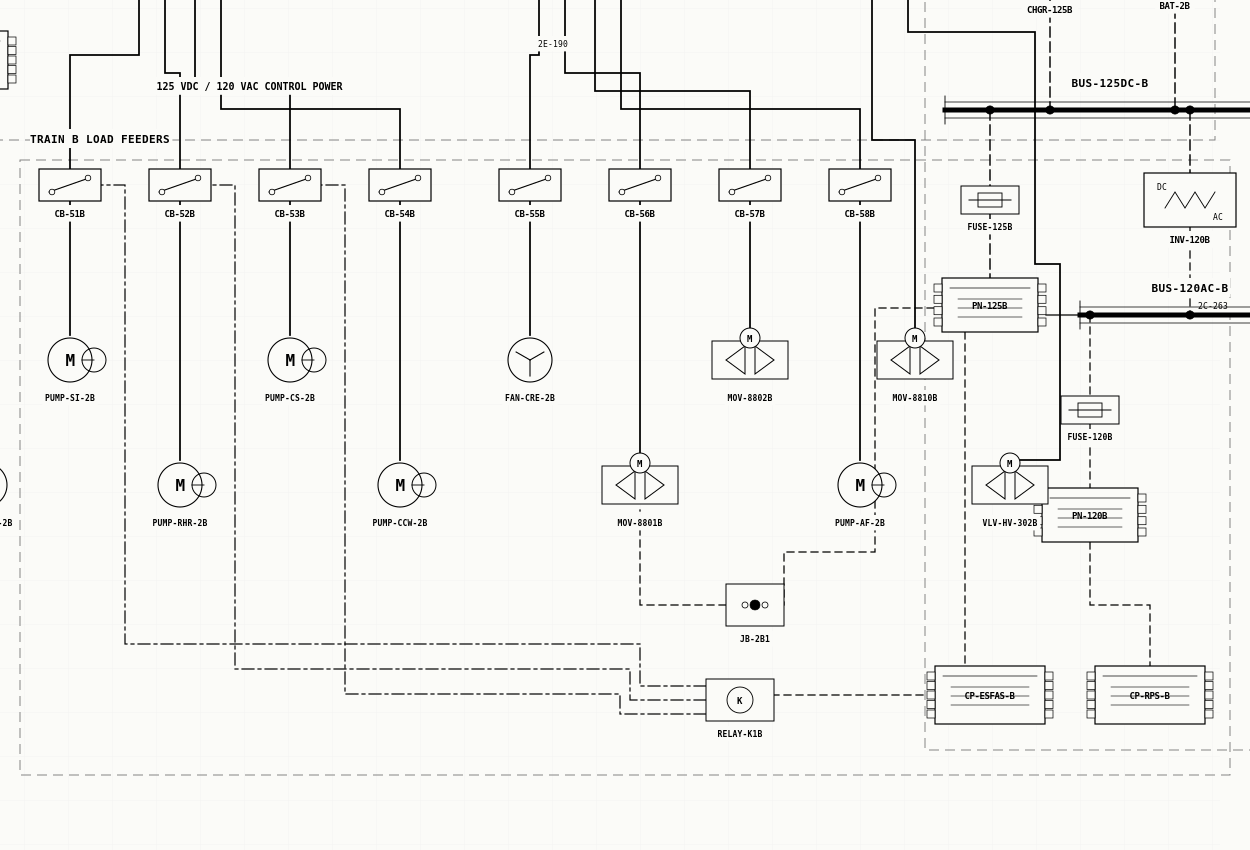 CHGR-125B
BAT-2B
2E-190
125 VDC / 120 VAC CONTROL POWER
BUS-125DC-B
TRAIN B LOAD FEEDERS
DC
AC
CB-51B
CB-52B
CB-53B
CB-54B
CB-55B
CB-56B
CB-57B
CB-58B
FUSE-125B
INV-120B
BUS-120AC-B
2C-263
PN-125B
M
M
M
M
PUMP-SI-2B
PUMP-CS-2B
FAN-CRE-2B
MOV-8802B
MOV-8810B
FUSE-120B
M
M
M
M
M
-2B
PUMP-RHR-2B
PUMP-CCW-2B
MOV-8801B
PUMP-AF-2B
VLV-HV-302B
PN-120B
JB-2B1
K
CP-ESFAS-B
CP-RPS-B
RELAY-K1B